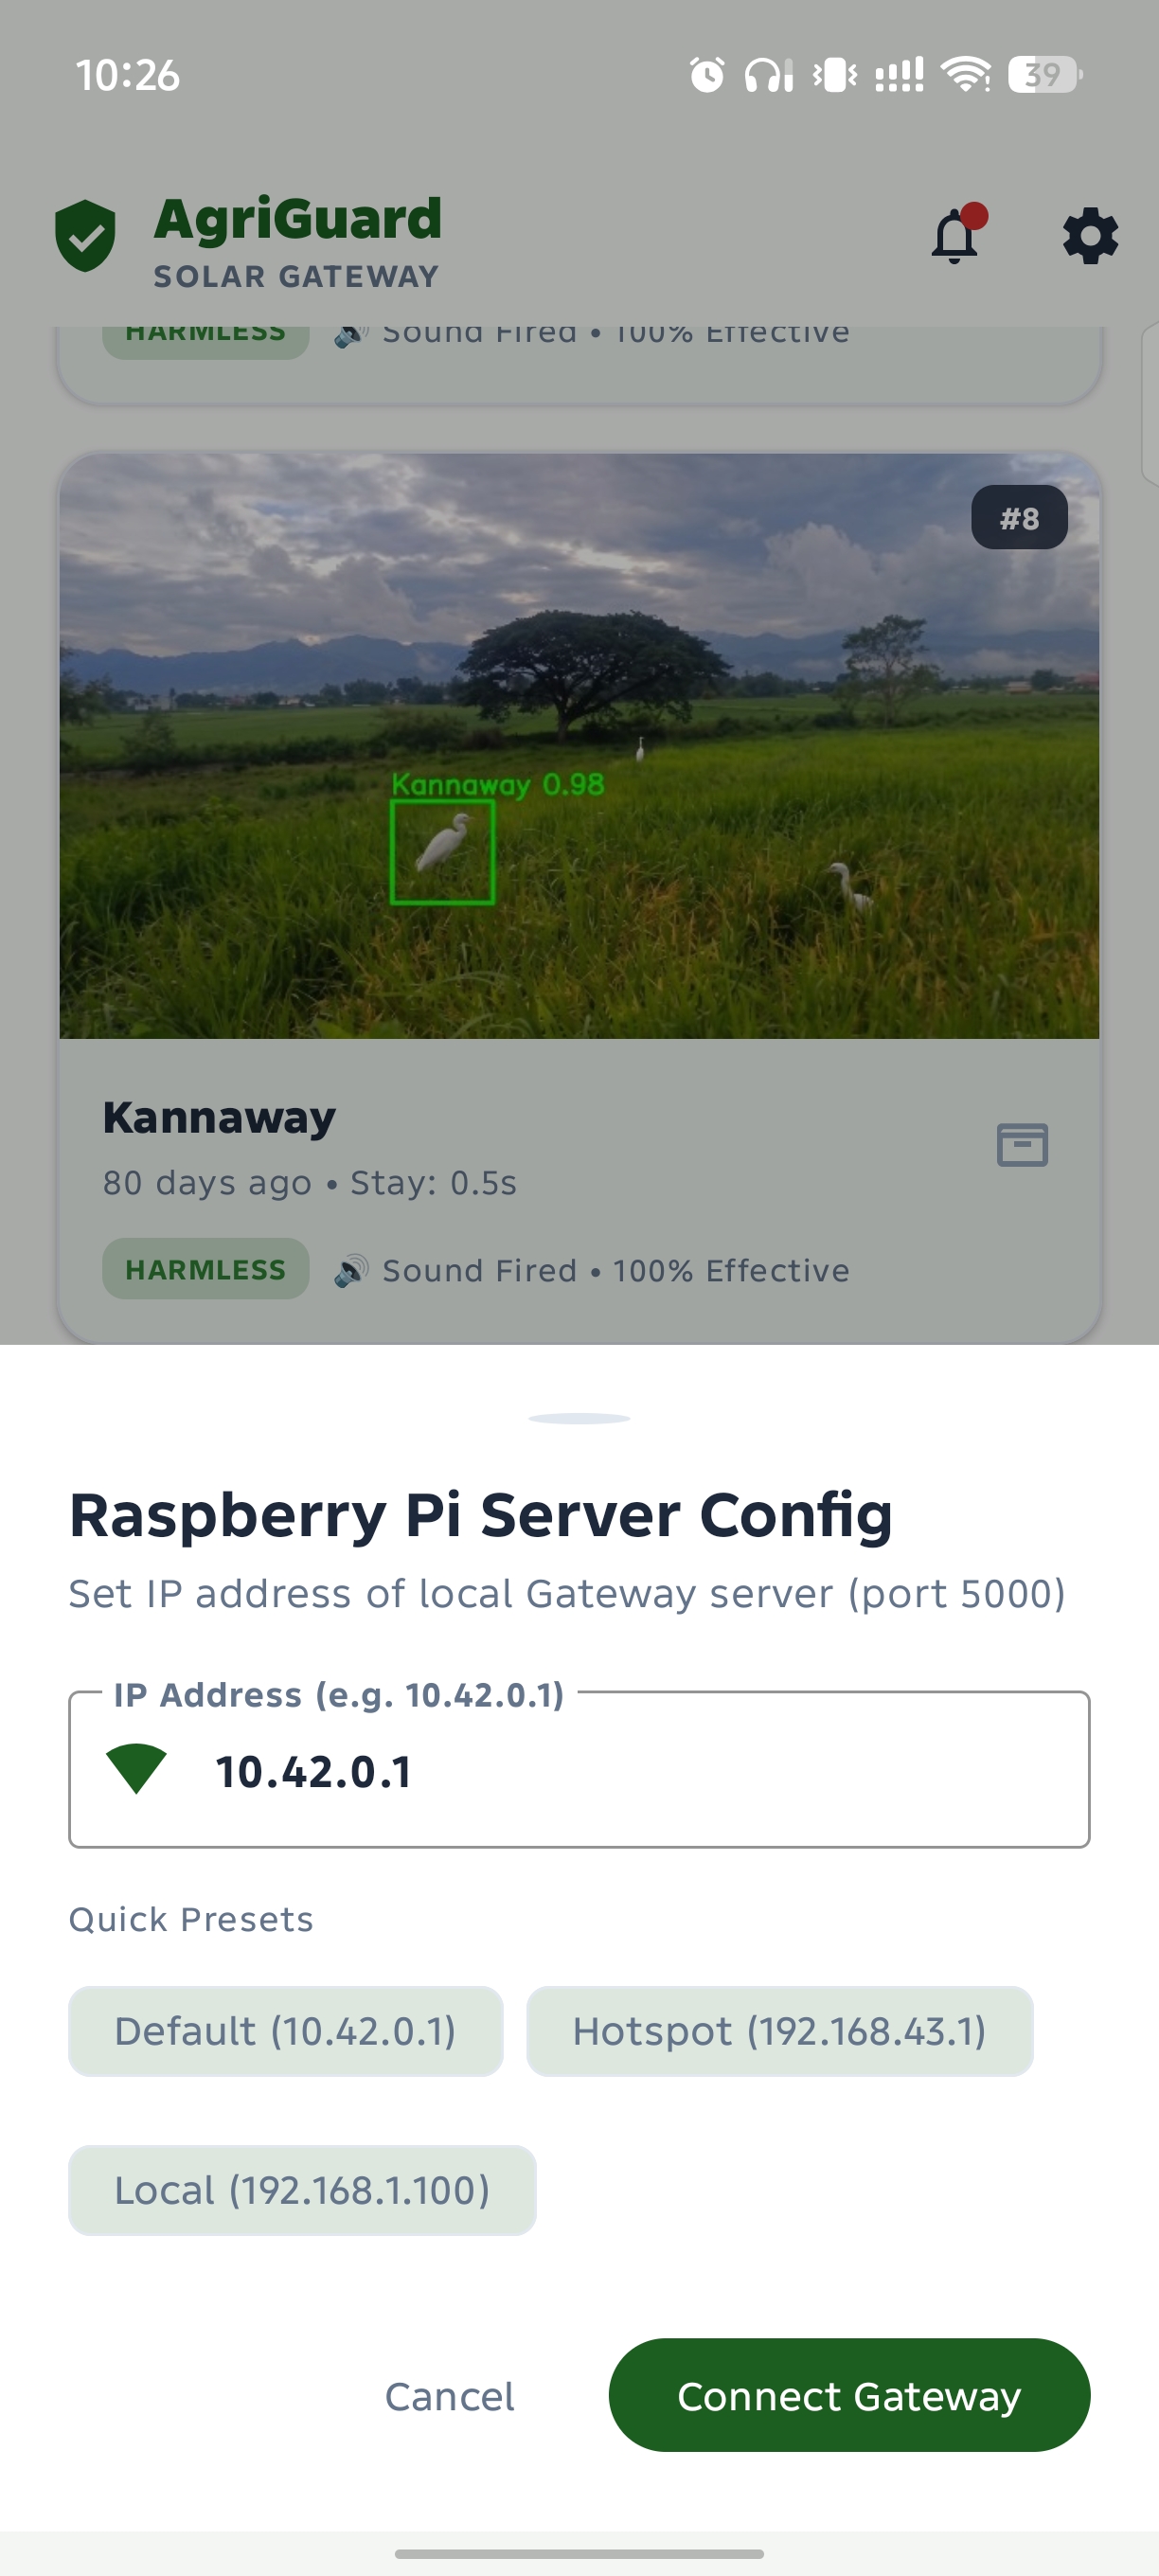 10:26
39
AgriGuard
SOLAR GATEWAY
HARMLESS 🔊 Sound Fired • 100% Effective
#8
Kannaway 0.98
Kannaway
80 days ago • Stay: 0.5s
HARMLESS 🔊 Sound Fired • 100% Effective
Raspberry Pi Server Config
Set IP address of local Gateway server (port 5000)
IP Address (e.g. 10.42.0.1)
10.42.0.1
Quick Presets
Default (10.42.0.1) Hotspot (192.168.43.1)
Local (192.168.1.100)
Cancel Connect Gateway